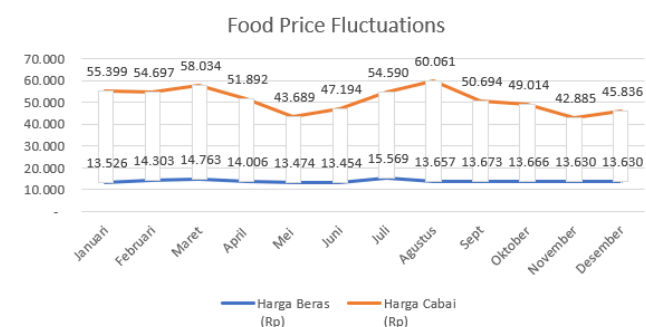 Food Price Fluctuations
70.000
60.000
50.000
40.000
30.000
20.000
10.000
-
55.399 54.697 58.034 51.892 43.689 47.194 54.590 60.061 50.694 49.014 42.885 45.836
13.526 14.303 14.763 14.006 13.474 13.454 15.569 13.657 13.673 13.666 13.630 13.630
Januari Februari Maret April Mei Juni Juli Agustus Sept Oktober November Desember
Harga Beras Harga Cabai
(Rp) (Rp)